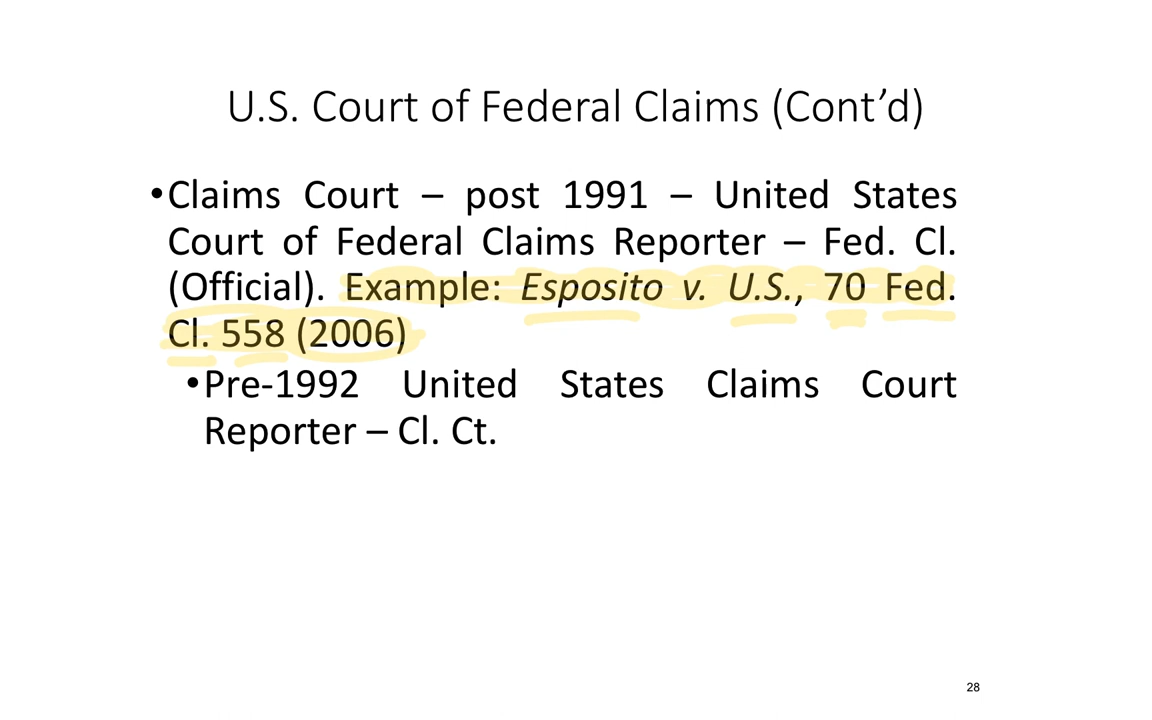 U.S. Court of Federal Claims (Cont’d)
•Claims Court – post 1991 – United States
Court of Federal Claims Reporter – Fed. Cl.
(Official). Example: Esposito v. U.S., 70 Fed.
Cl. 558 (2006)
•Pre-1992 United States Claims Court
Reporter – Cl. Ct.
28